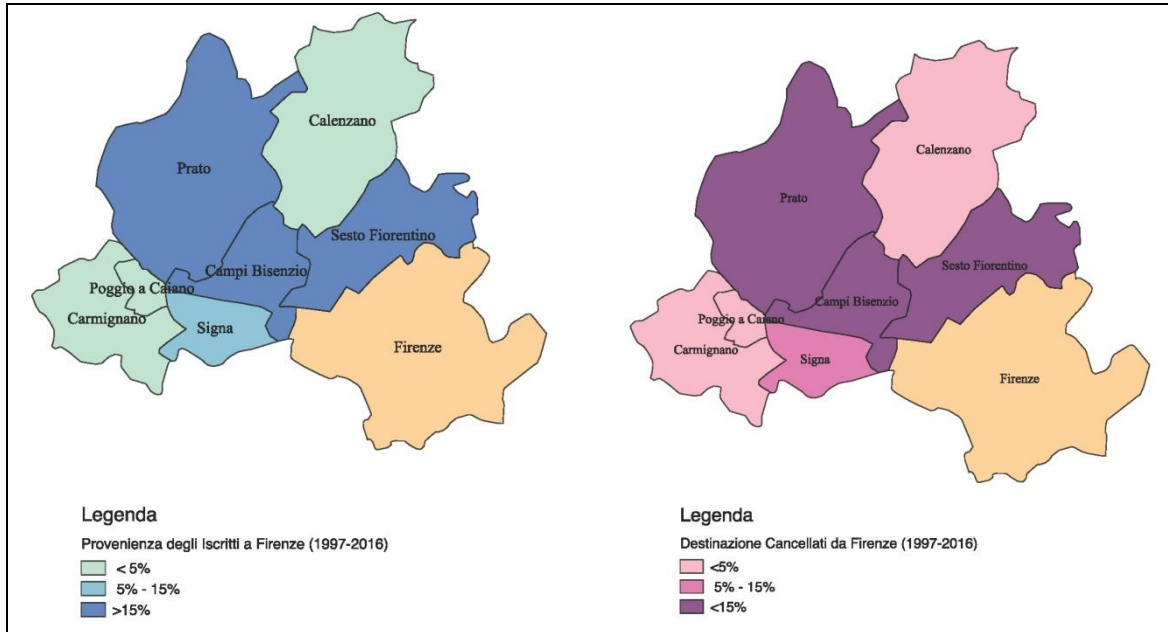 Calenzano
Prato
Sesto Fiorentino
Campi Bisenzio
Poggio a Caiano
Carmignano
Signa
Firenze
Legenda
Provenienza degli Iscritti a Firenze (1997-2016)
< 5%
5% - 15%
>15%
Calenzano
Prato
Sesto Fiorentino
Campi Bisenzio
Poggio a Caiano
Carmignano
Signa
Firenze
Legenda
Destinazione Cancellati da Firenze (1997-2016)
<5%
5% - 15%
<15%